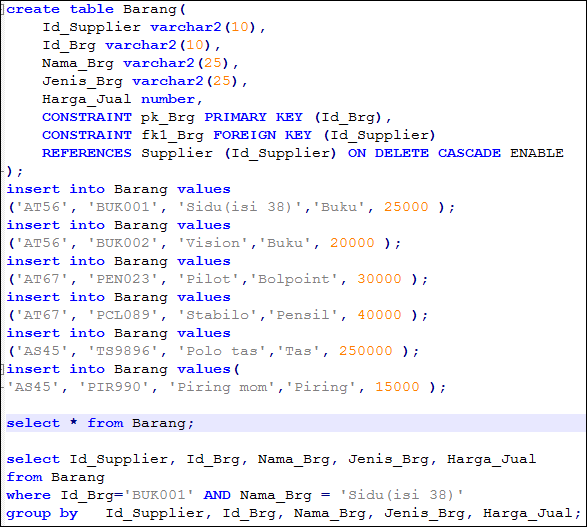 create table Barang(
    Id_Supplier varchar2(10),
    Id_Brg varchar2(10),
    Nama_Brg varchar2(25),
    Jenis_Brg varchar2(25),
    Harga_Jual number,
    CONSTRAINT pk_Brg PRIMARY KEY (Id_Brg),
    CONSTRAINT fk1_Brg FOREIGN KEY (Id_Supplier)
    REFERENCES Supplier (Id_Supplier) ON DELETE CASCADE ENABLE
);
insert into Barang values
('AT56', 'BUK001', 'Sidu(isi 38)','Buku', 25000 );
insert into Barang values
('AT56', 'BUK002', 'Vision','Buku', 20000 );
insert into Barang values
('AT67', 'PEN023', 'Pilot','Bolpoint', 30000 );
insert into Barang values
('AT67', 'PCL089', 'Stabilo','Pensil', 40000 );
insert into Barang values
('AS45', 'TS9896', 'Polo tas','Tas', 250000 );
insert into Barang values(
'AS45', 'PIR990', 'Piring mom','Piring', 15000 );
select * from Barang;
select Id_Supplier, Id_Brg, Nama_Brg, Jenis_Brg, Harga_Jual
from Barang
where Id_Brg='BUK001' AND Nama_Brg = 'Sidu(isi 38)'
group by   Id_Supplier, Id_Brg, Nama_Brg, Jenis_Brg, Harga_Jual;